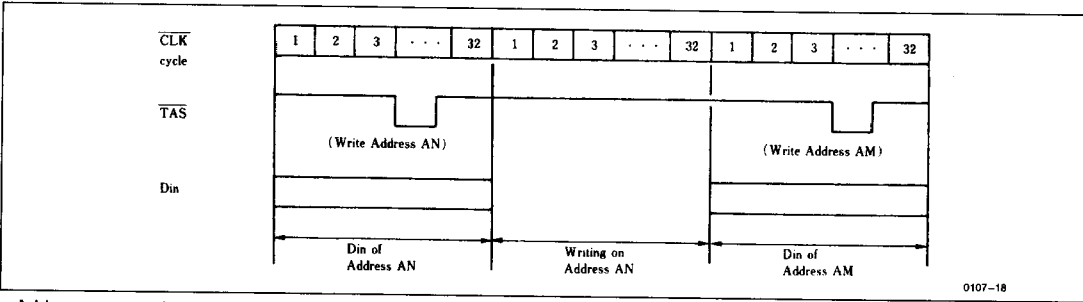 CLK
cycle
1 2 3 · · · 32 1 2 3 · · · 32 1 2 3 · · · 32
TAS
(Write Address AN)
(Write Address AM)
Din
Din of
Address AN
Writing on
Address AN
Din of
Address AM
0107-18